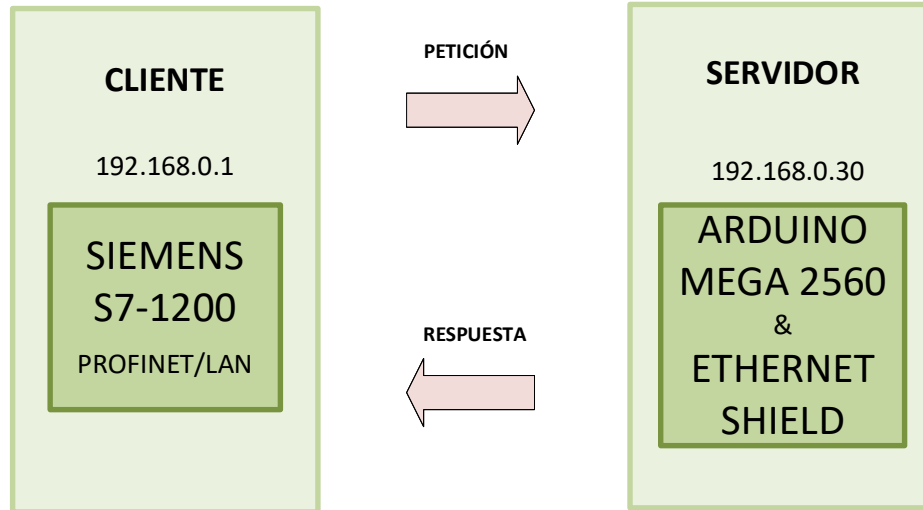 CLIENTE
192.168.0.1
SIEMENS
S7-1200
PROFINET/LAN
PETICIÓN
RESPUESTA
SERVIDOR
192.168.0.30
ARDUINO
MEGA 2560
&
ETHERNET
SHIELD